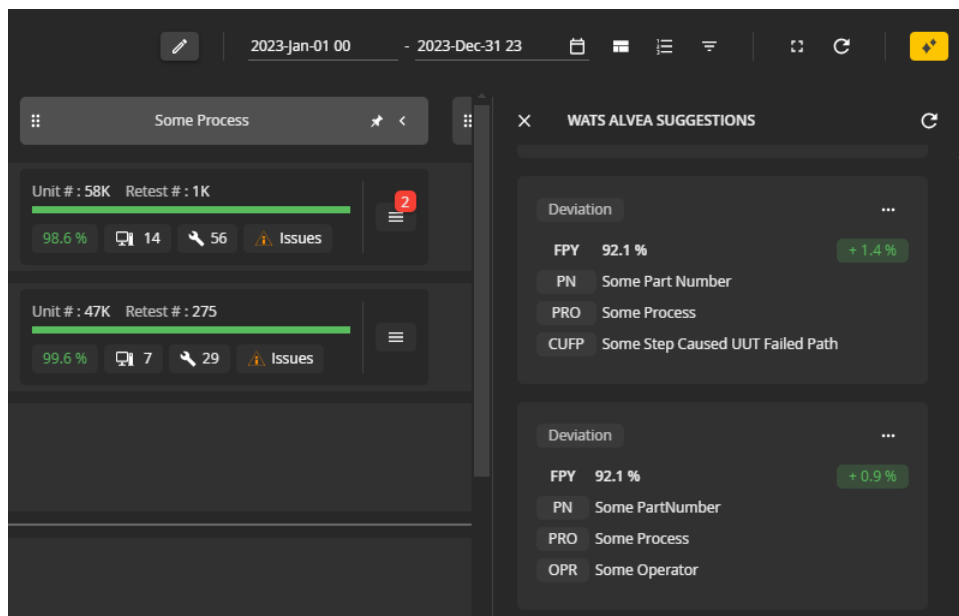 2023-Jan-01 00 - 2023-Dec-31 23
Some Process
Unit # : 58K Retest # : 1K
2
98.6 % 14 56 Issues
Unit # : 47K Retest # : 275
99.6 % 7 29 Issues
WATS ALVEA SUGGESTIONS
Deviation
FPY 92.1 % + 1.4 %
PN Some Part Number
PRO Some Process
CUFP Some Step Caused UUT Failed Path
Deviation
FPY 92.1 % + 0.9 %
PN Some PartNumber
PRO Some Process
OPR Some Operator